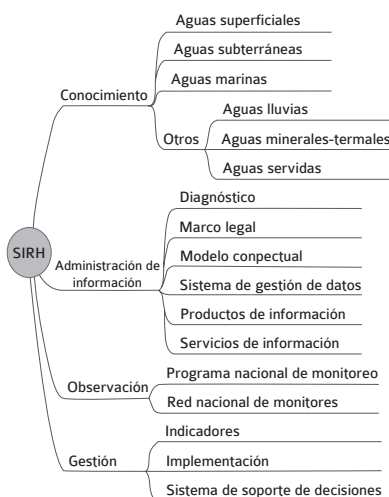 Aguas superficiales
Aguas subterráneas
Aguas marinas
Conocimiento
Aguas lluvias
Otros
Aguas minerales-termales
Aguas servidas
Diagnóstico
Marco legal
SIRH
Modelo conpectual
Administración de
información
Sistema de gestión de datos
Productos de información
Servicios de información
Programa nacional de monitoreo
Observación
Red nacional de monitores
Indicadores
Gestión
Implementación
Sistema de soporte de decisiones